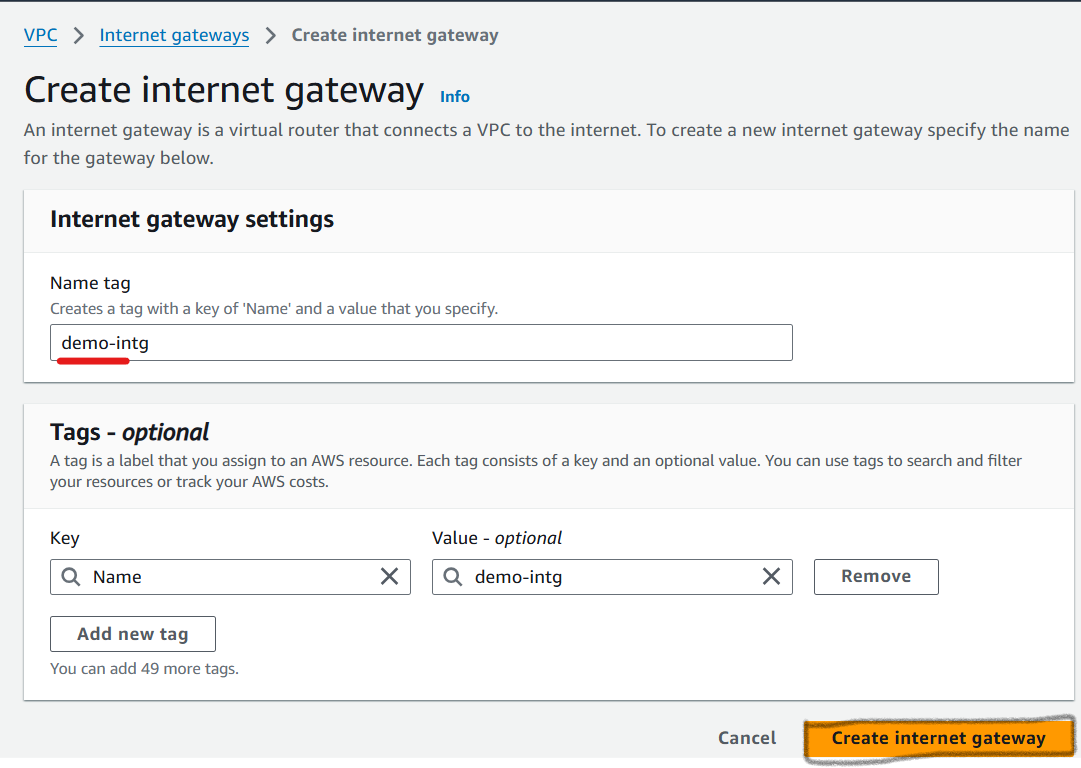 VPC > Internet gateways > Create internet gateway
Create internet gateway Info
An internet gateway is a virtual router that connects a VPC to the internet. To create a new internet gateway specify the name
for the gateway below.
Internet gateway settings
Name tag
Creates a tag with a key of 'Name' and a value that you specify.
demo-intg
Tags - optional
A tag is a label that you assign to an AWS resource. Each tag consists of a key and an optional value. You can use tags to search and filter
your resources or track your AWS costs.
Key Value - optional
Name demo-intg Remove
Add new tag
You can add 49 more tags.
Cancel Create internet gateway